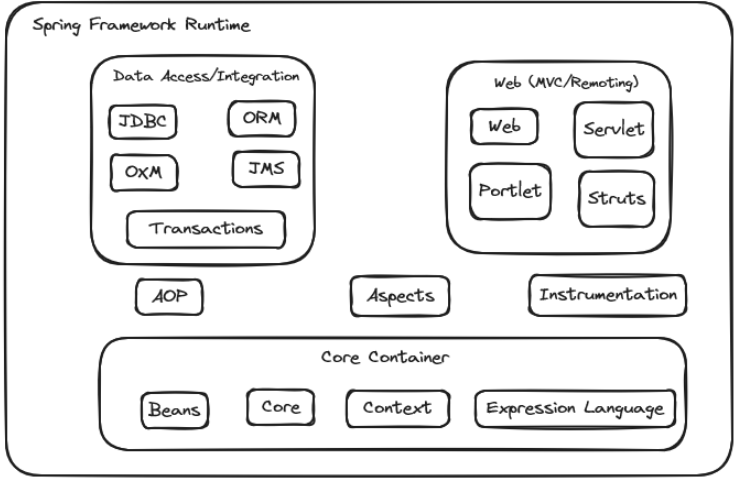 Spring Framework Runtime
Data Access/Integration
JDBC
ORM
OXM
JMS
Transactions
Web (MVC/Remoting)
Web
Servlet
Portlet
Struts
AOP
Aspects
Instrumentation
Core Container
Beans
Core
Context
Expression Language